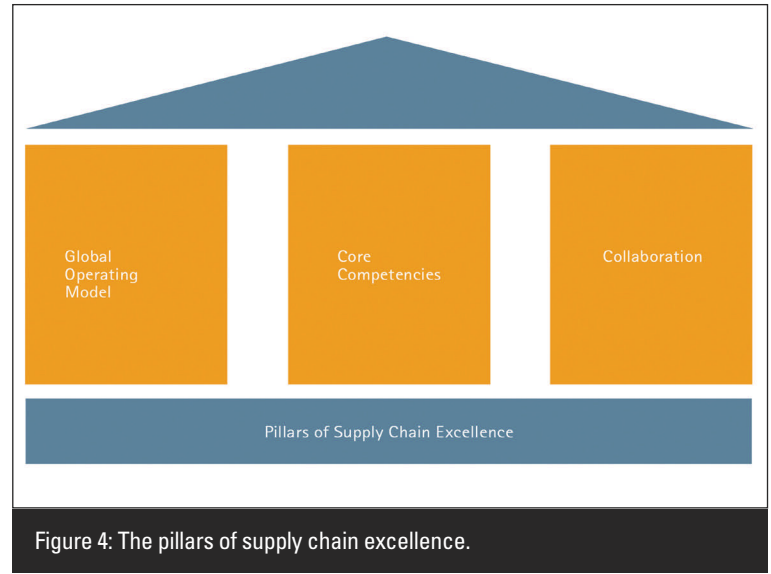 Global
Operating
Model
Core
Competencies
Collaboration
Pillars of Supply Chain Excellence
Figure 4: The pillars of supply chain excellence.